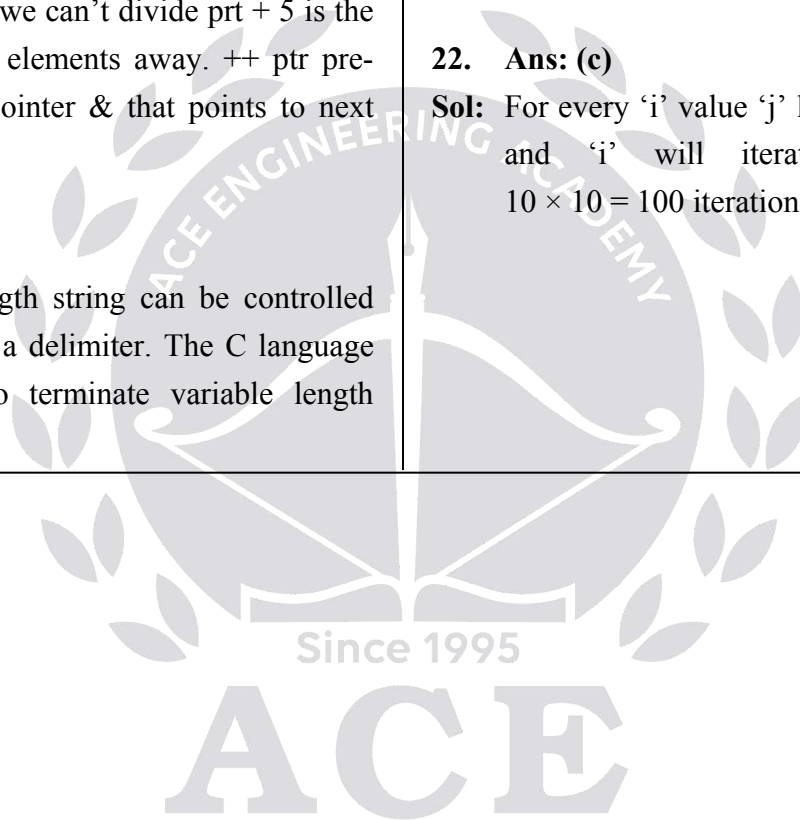 we can’t divide prt + 5 is the
elements away. ++ ptr pre-
ointer & that points to next
gth string can be controlled
a delimiter. The C language
o terminate variable length
22. Ans: (c)
Sol: For every ‘i’ value ‘j’
and ‘i’ will iterat
10 × 10 = 100 iteration
ACE ENGINEERING ACADEMY
Since 1995
ACE